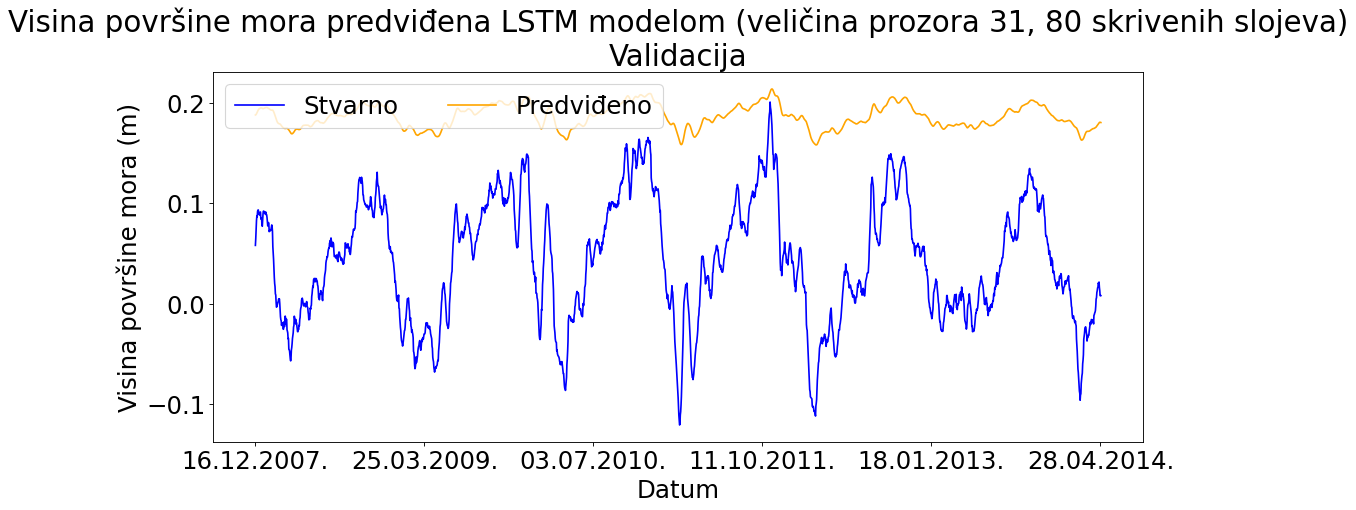 Visina površine mora predviđena LSTM modelom (veličina prozora 31, 80 skrivenih slojeva)
Validacija
Stvarno Predviđeno
Visina površine mora (m)
0.2
0.1
0.0
−0.1
16.12.2007. 25.03.2009. 03.07.2010. 11.10.2011. 18.01.2013. 28.04.2014.
Datum